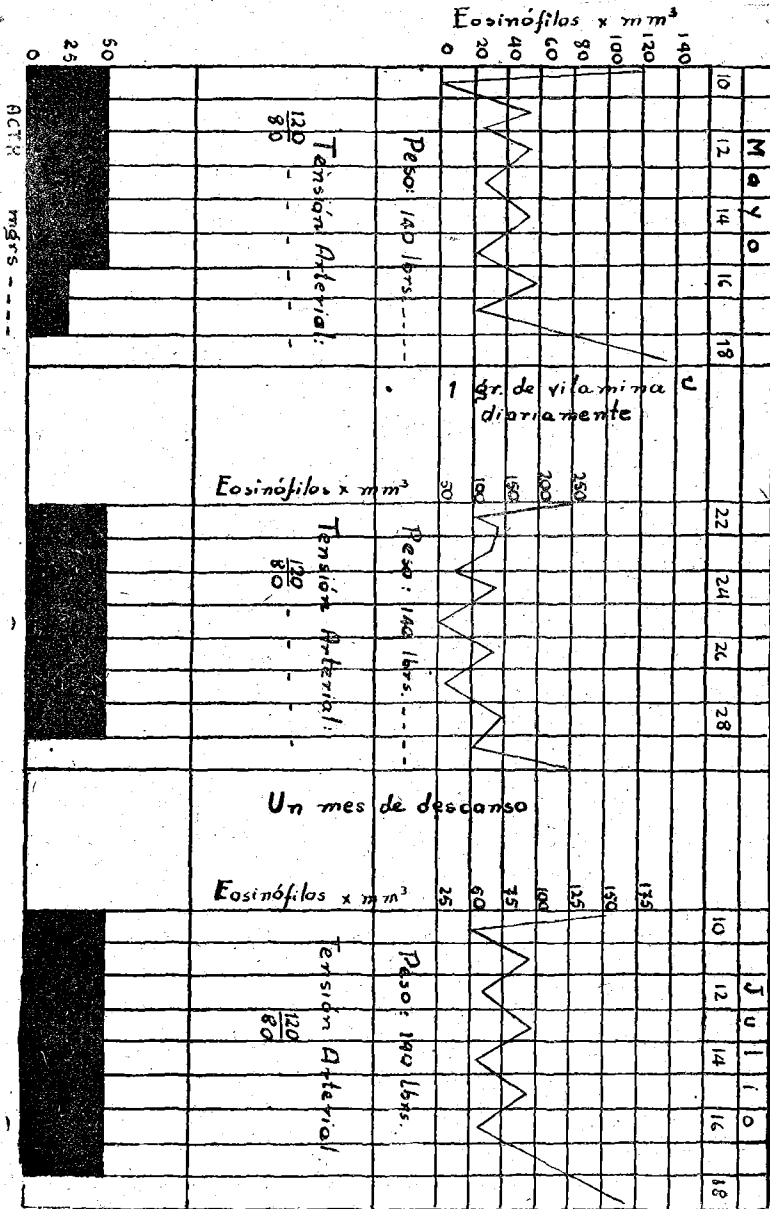 Mayo
10 12 14 16 18
Eosinófilos x mm³
140
120
100
80
60
40
20
0
Peso: 140 lbrs. - - - - -
Tensión Arterial:
120
80
- - - - -
50
25
0
ACTH mgrs - - - -
1 gr. de vitamina C
diariamente
22 24 26 28
Eosinófilos x mm³
250
200
150
100
50
Peso: 140 lbrs. - - - - -
Tensión Arterial:
120
80
- - - -
Un mes de descanso
Julio
10 12 14 16 18
Eosinófilos x mm³
175
150
125
100
75
60
25
Peso: 140 lbrs.
Tensión Arterial.
120
80